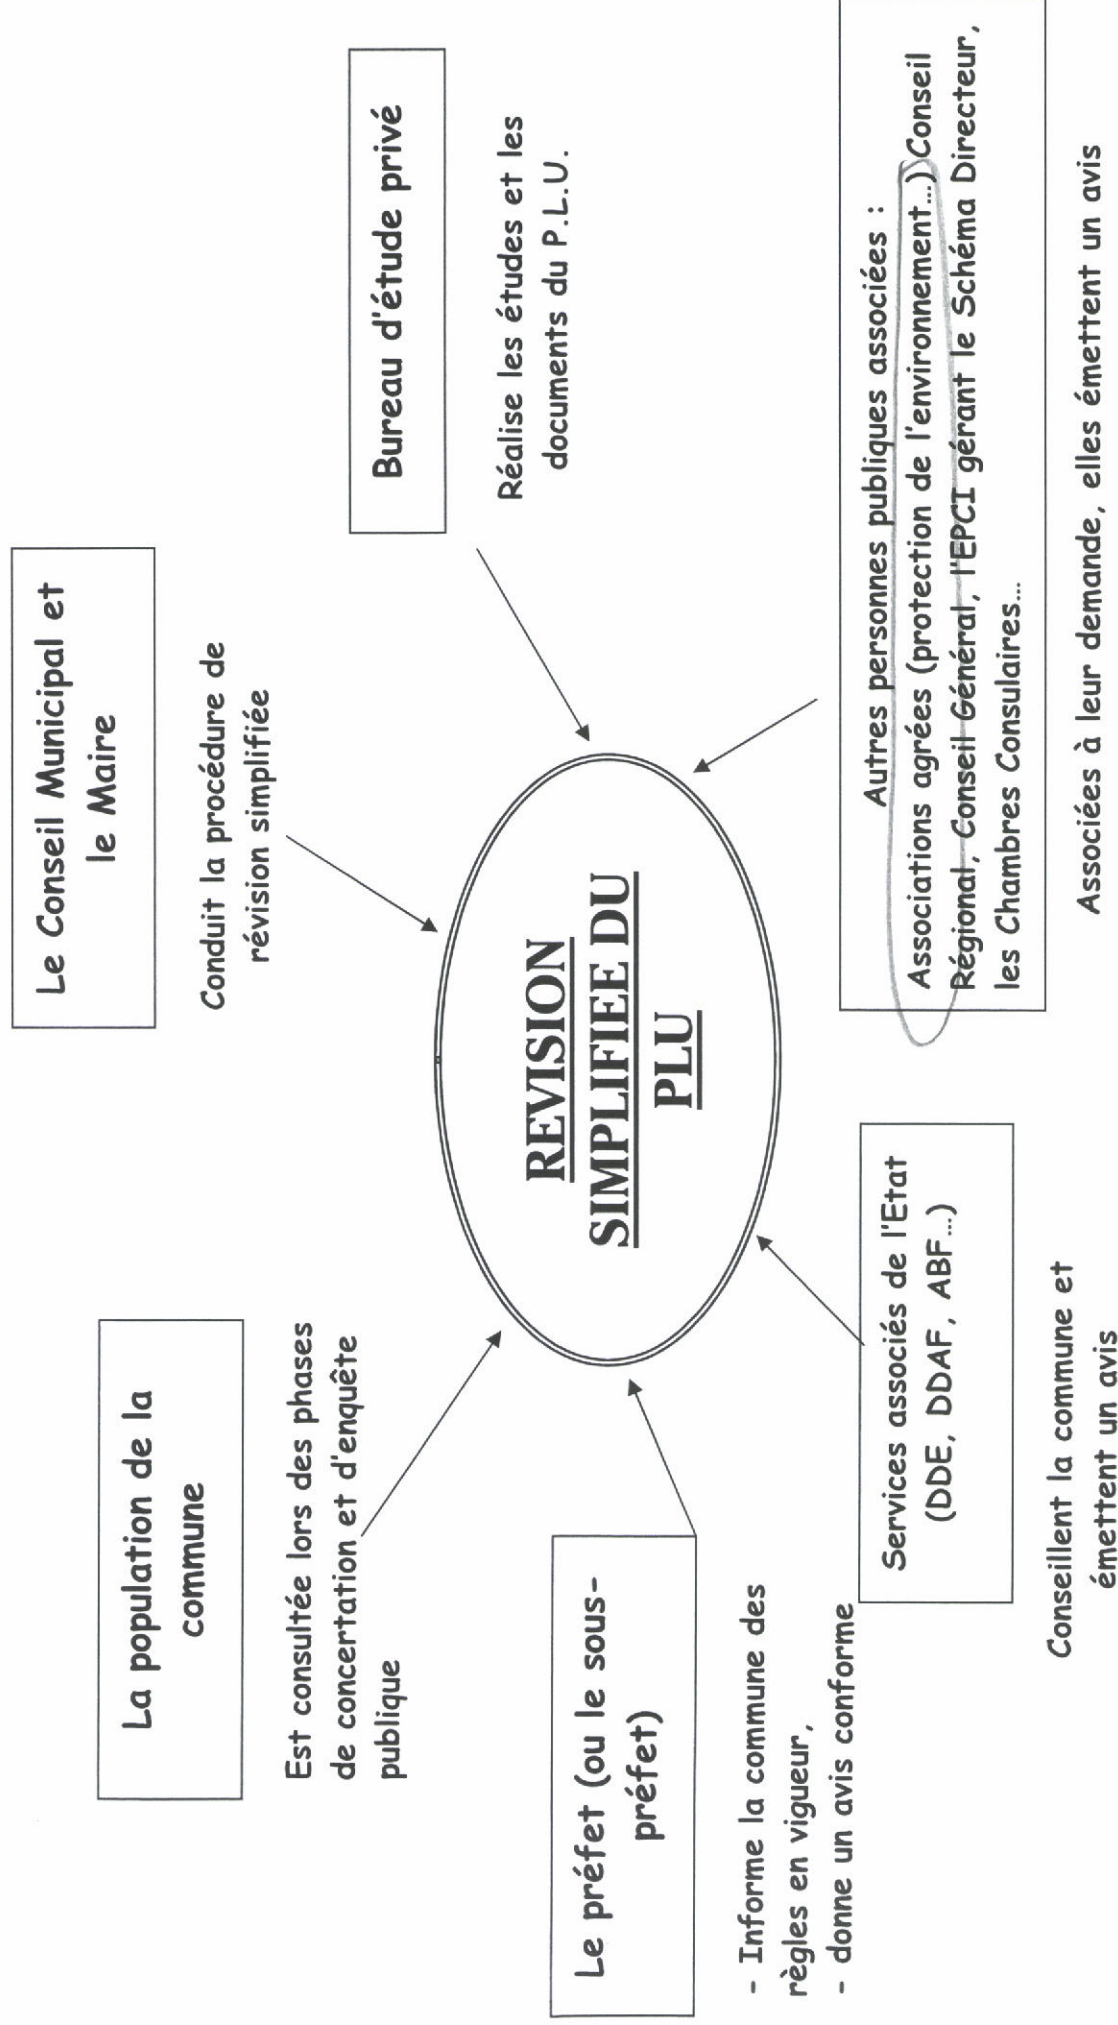 Le Conseil Municipal et
le Maire
Conduit la procédure de
révision simplifiée
La population de la
commune
Est consultée lors des phases
de concertation et d'enquête
publique
Bureau d'étude privé
Réalise les études et les
documents du P.L.U.
REVISION
SIMPLIFIEE DU
PLU
Le préfet (ou le sous-
préfet)
- Informe la commune des
règles en vigueur,
- donne un avis conforme
Services associés de l'Etat
(DDE, DDAF, ABF...)
Conseillent la commune et
émettent un avis
Autres personnes publiques associées :
Associations agrées (protection de l'environnement...) Conseil
Régional, Conseil Général, l'EPCI gérant le Schéma Directeur,
les Chambres Consulaires...
Associées à leur demande, elles émettent un avis